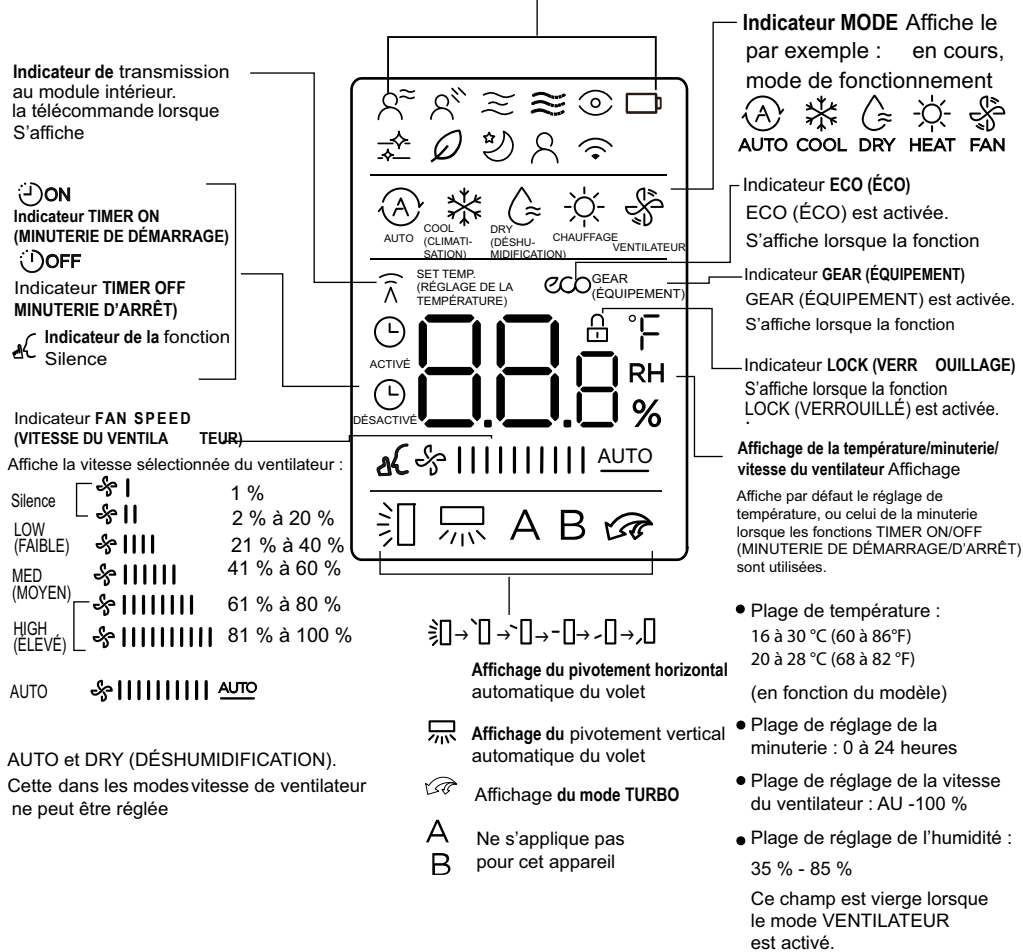 Indicateur de transmission
au module intérieur.
la télécommande lorsque
S’affiche
ON
Indicateur TIMER ON
(MINUTERIE DE DÉMARRAGE)
OFF
Indicateur TIMER OFF
MINUTERIE D’ARRÊT)
Indicateur de la fonction
Silence
Indicateur FAN SPEED
(VITESSE DU VENTILA TEUR)
Affiche la vitesse sélectionnée du ventilateur :
Silence
1 %
2 % à 20 %
LOW
(FAIBLE)
21 % à 40 %
MED
(MOYEN)
41 % à 60 %
61 % à 80 %
HIGH
(ÉLEVÉ)
81 % à 100 %
AUTO
AUTO
AUTO et DRY (DÉSHUMIDIFICATION).
Cette dans les modes vitesse de ventilateur
ne peut être réglée
A
AUTO
COOL
(CLIMATI-
SATION)
DRY
(DÉSHU-
MIDIFICATION)
CHAUFFAGE
VENTILATEUR
SET TEMP.
(RÉGLAGE DE LA
TEMPÉRATURE)
eco
GEAR
(ÉQUIPEMENT)
ACTIVÉ
DÉSACTIVÉ
88.8
°F
RH
%
AUTO
A B
Affichage du pivotement horizontal
automatique du volet
Affichage du pivotement vertical
automatique du volet
Affichage du mode TURBO
A
B
Ne s’applique pas
pour cet appareil
Indicateur MODE Affiche le
par exemple : en cours,
mode de fonctionnement
A
AUTO COOL DRY HEAT FAN
Indicateur ECO (ÉCO)
ECO (ÉCO) est activée.
S’affiche lorsque la fonction
Indicateur GEAR (ÉQUIPEMENT)
GEAR (ÉQUIPEMENT) est activée.
S’affiche lorsque la fonction
Indicateur LOCK (VERR OUILLAGE)
S’affiche lorsque la fonction
LOCK (VERROUILLÉ) est activée.
Affichage de la température/minuterie/
vitesse du ventilateur Affichage
Affiche par défaut le réglage de
température, ou celui de la minuterie
lorsque les fonctions TIMER ON/OFF
(MINUTERIE DE DÉMARRAGE/D’ARRÊT)
sont utilisées.
• Plage de température :
16 à 30 °C (60 à 86°F)
20 à 28 °C (68 à 82 °F)
(en fonction du modèle)
• Plage de réglage de la
minuterie : 0 à 24 heures
• Plage de réglage de la vitesse
du ventilateur : AU -100 %
• Plage de réglage de l’humidité :
35 % - 85 %
Ce champ est vierge lorsque
le mode VENTILATEUR
est activé.